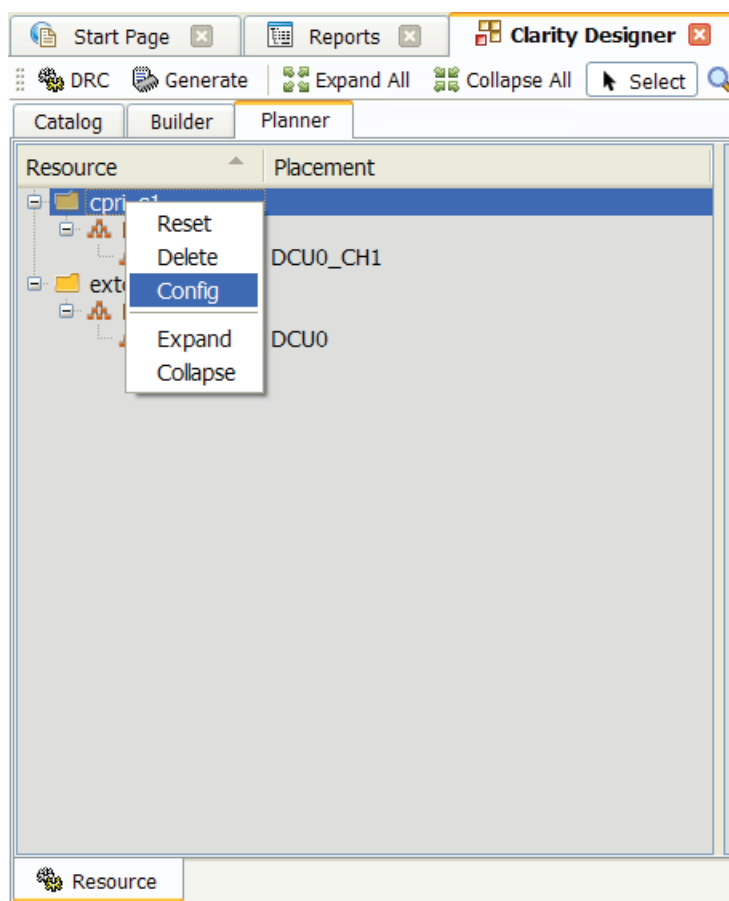 Start Page Reports Clarity Designer
DRC Generate Expand All Collapse All Select
Catalog Builder Planner
Resource Placement
Reset
Delete DCU0_CH1
Config
Expand DCU0
Collapse
Resource